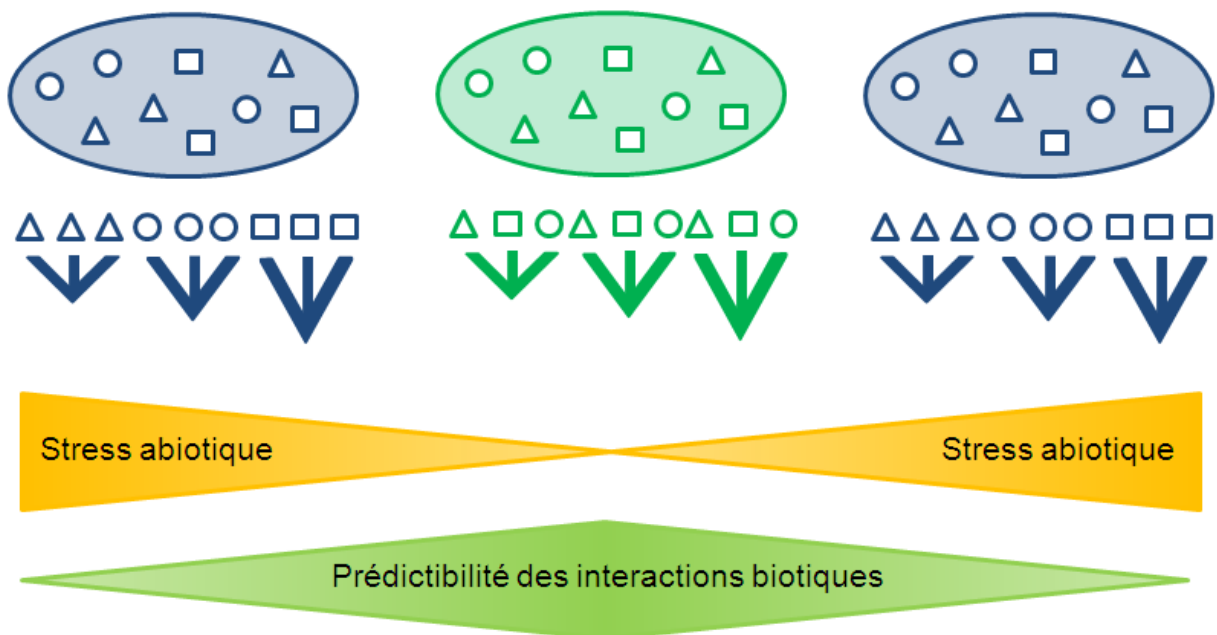 Stress abiotique
Stress abiotique
Prédictibilité des interactions biotiques